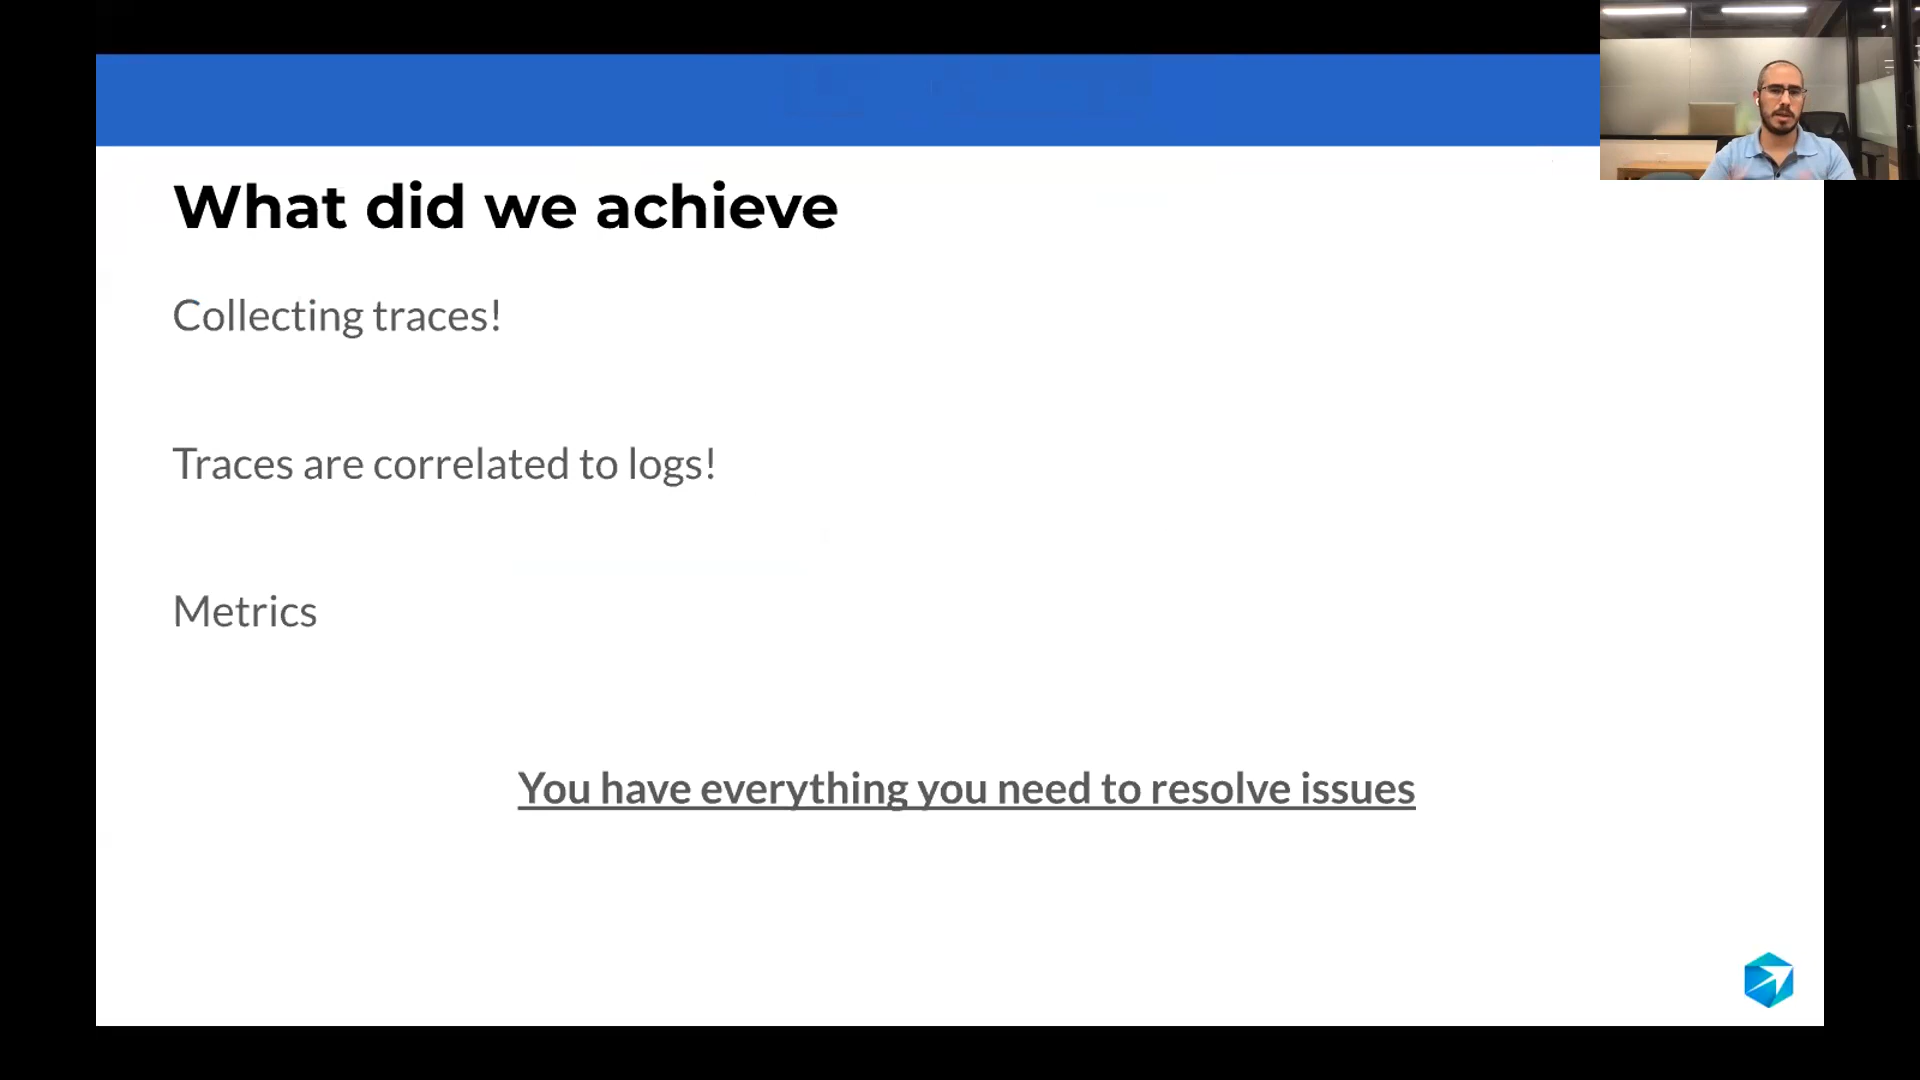 What did we achieve
Collecting traces!
Traces are correlated to logs!
Metrics
You have everything you need to resolve issues